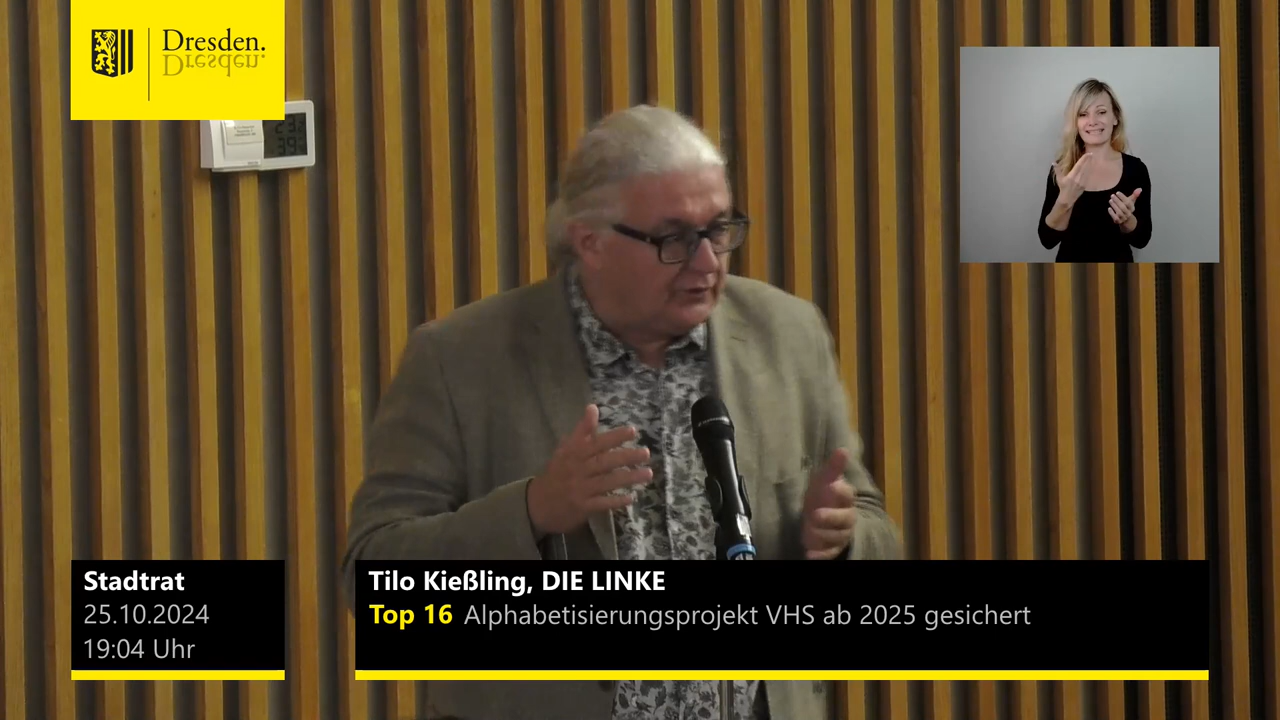 Dresden.
Stadtrat
25.10.2024
19:04 Uhr
Tilo Kießling, DIE LINKE
Top 16 Alphabetisierungsprojekt VHS ab 2025 gesichert